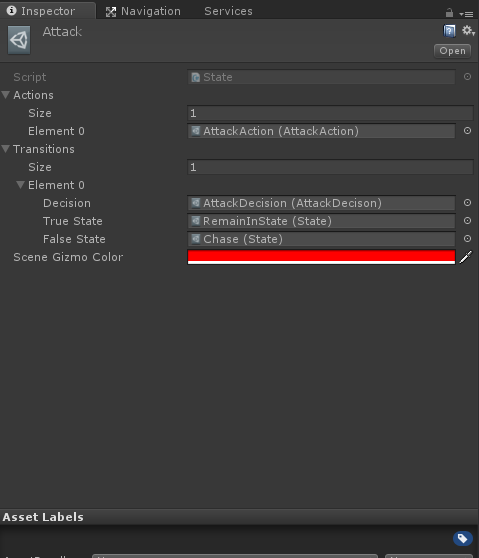 Inspector Navigation Services
Attack
Open
Script State
Actions
Size 1
Element 0 AttackAction (AttackAction)
Transitions
Size 1
Element 0
Decision AttackDecision (AttackDecison)
True State RemainInState (State)
False State Chase (State)
Scene Gizmo Color
Asset Labels